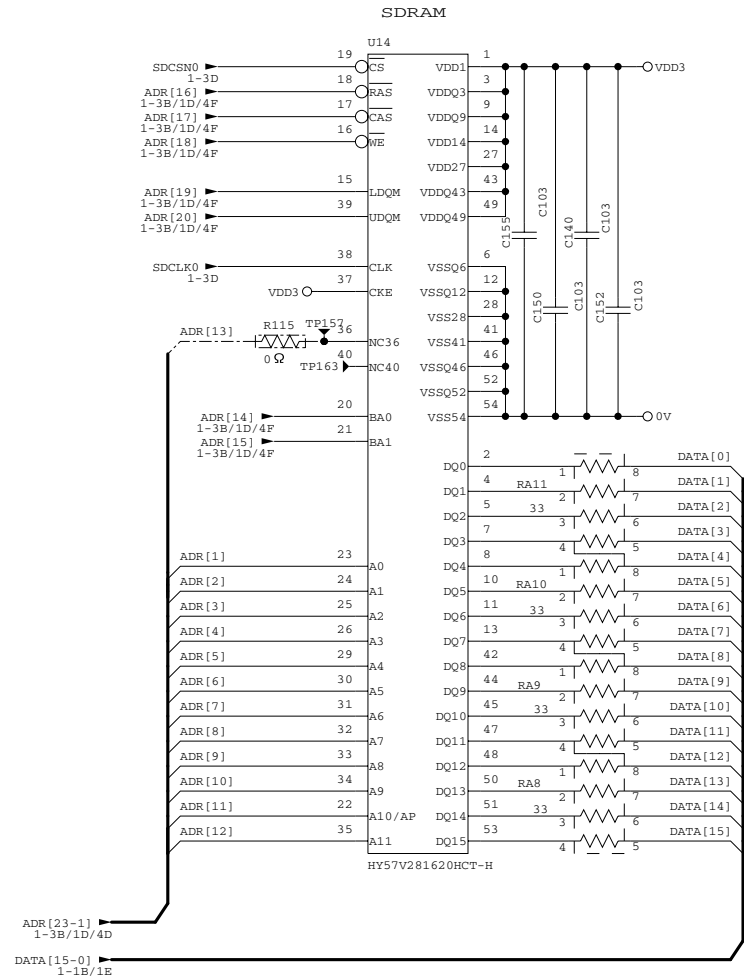 SDRAM
U14
SDCSN0 19 CS VDD1 1 VDD3
1-3D
ADR[16] 18 RAS VDDQ3 3
1-3B/1D/4F
ADR[17] 17 CAS VDDQ9 9
1-3B/1D/4F
ADR[18] 16 WE VDD14 14
1-3B/1D/4F
VDD27 27
ADR[19] 15 LDQM VDDQ43 43
1-3B/1D/4F
ADR[20] 39 UDQM VDDQ49 49
1-3B/1D/4F
C155 C103 C140 C103
SDCLK0 38 CLK VSSQ6 6
1-3D
VDD3 37 CKE VSSQ12 12
VSS28 28
C150 C103 C152 C103
ADR[13] R115 TP157 36 NC36 VSS41 41
0 Ω
TP163 40 NC40 VSSQ46 46
VSSQ52 52
ADR[14] 20 BA0 VSS54 54 0V
1-3B/1D/4F
ADR[15] 21 BA1
1-3B/1D/4F
DQ0 2 1 8 DATA[0]
DQ1 4 RA11 2 7 DATA[1]
DQ2 5 33 3 6 DATA[2]
DQ3 7 4 5 DATA[3]
ADR[1] 23 A0 DQ4 8 1 8 DATA[4]
ADR[2] 24 A1 DQ5 10 RA10 2 7 DATA[5]
ADR[3] 25 A2 DQ6 11 33 3 6 DATA[6]
ADR[4] 26 A3 DQ7 13 4 5 DATA[7]
ADR[5] 29 A4 DQ8 42 1 8 DATA[8]
ADR[6] 30 A5 DQ9 44 RA9 2 7 DATA[9]
ADR[7] 31 A6 DQ10 45 33 3 6 DATA[10]
ADR[8] 32 A7 DQ11 47 4 5 DATA[11]
ADR[9] 33 A8 DQ12 48 1 8 DATA[12]
ADR[10] 34 A9 DQ13 50 RA8 2 7 DATA[13]
ADR[11] 22 A10/AP DQ14 51 33 3 6 DATA[14]
ADR[12] 35 A11 DQ15 53 4 5 DATA[15]
HY57V281620HCT-H
ADR[23-1]
1-3B/1D/4D
DATA[15-0]
1-1B/1E